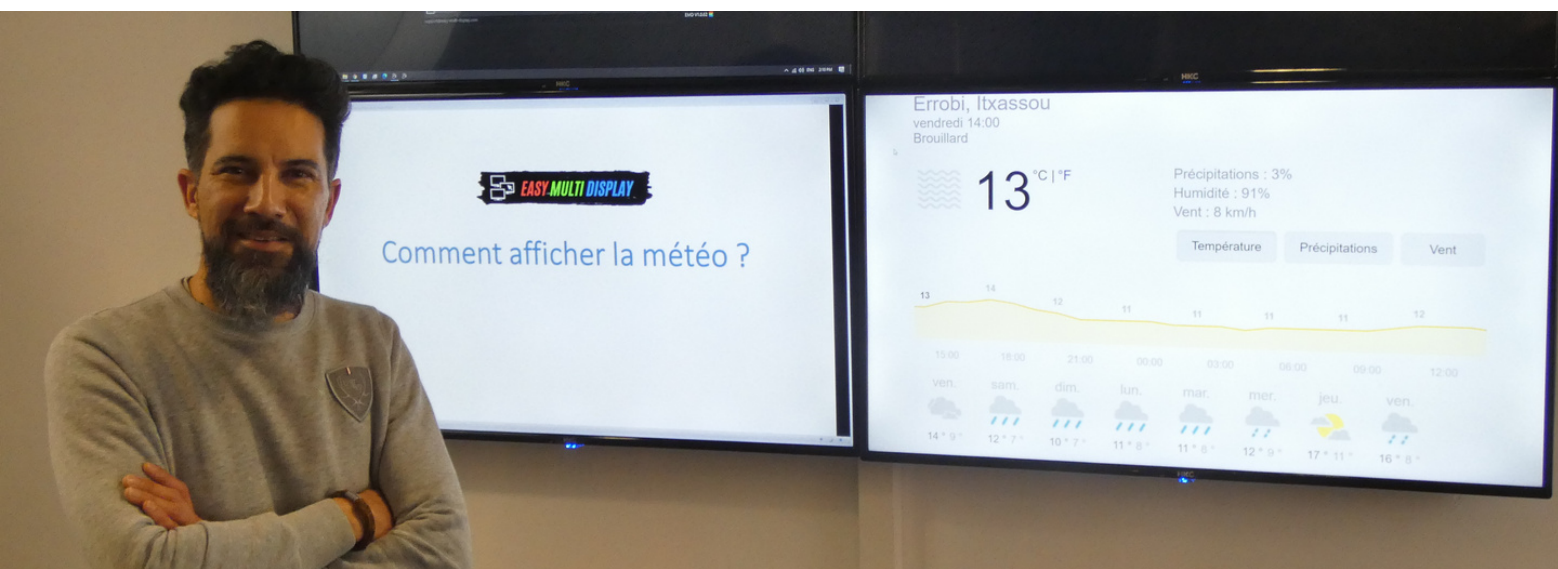 HKC
EASY MULTI DISPLAY
Comment afficher la météo ?
HKC
Errobi, Itxassou
vendredi 14:00
Brouillard
13 °C | °F
Précipitations : 3%
Humidité : 91%
Vent : 8 km/h
Température Précipitations Vent
13 14 12 11 11 11 11 12
15:00 18:00 21:00 00:00 03:00 06:00 09:00 12:00
ven. sam. dim. lun. mar. mer. jeu. ven.
14° 9° 12° 7° 10° 7° 11° 8° 11° 8° 12° 9° 17° 11° 16° 8°
HKC